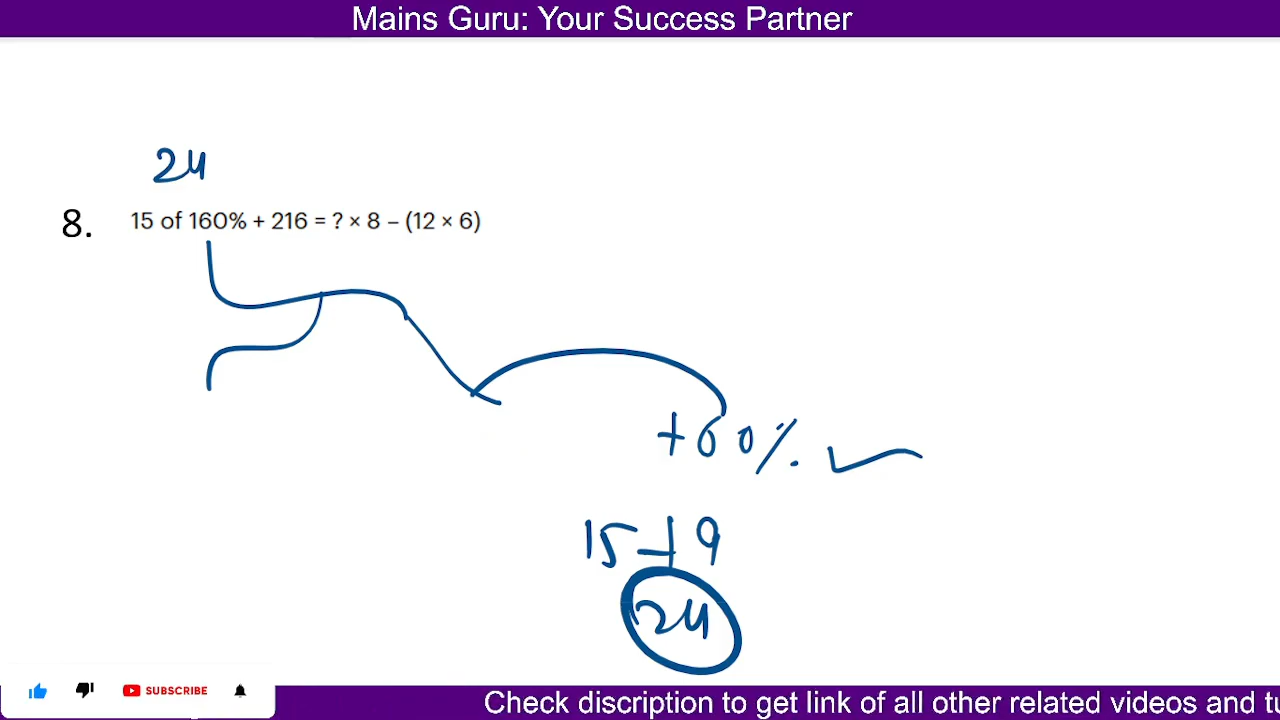 Mains Guru: Your Success Partner
24
8. 15 of 160% + 216 = ? × 8 – (12 × 6)
+60%.
15+9
24
SUBSCRIBE
Check discription to get link of all other related videos and tu